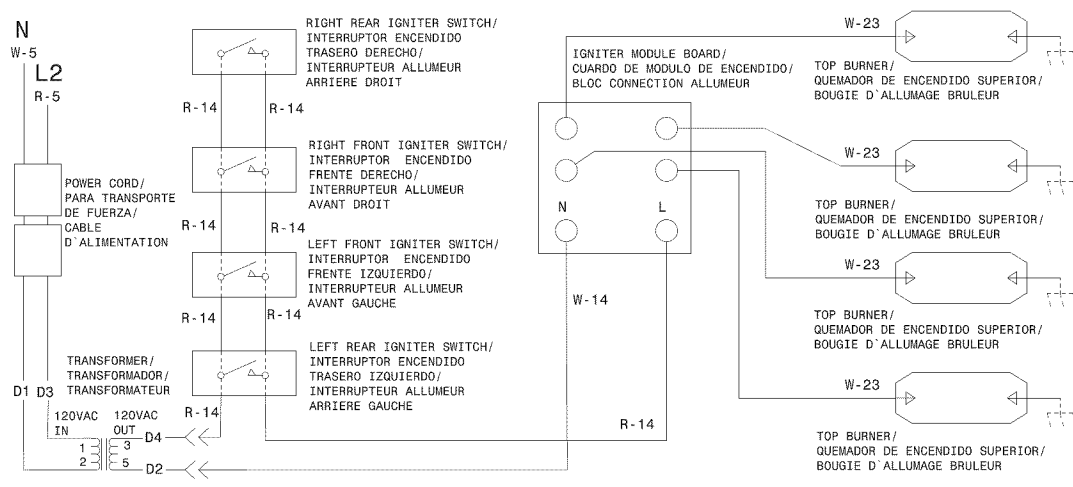 N
W-5
L2
R-5
POWER CORD/
PARA TRANSPORTE
DE FUERZA/
CABLE
D`ALIMENTATION
TRANSFORMER/
TRANSFORMADOR/
TRANSFORMATEUR
D1 D3
120VAC
IN
120VAC
OUT
1
2
3
5
D4
D2
RIGHT REAR IGNITER SWITCH/
INTERRUPTOR ENCENDIDO
TRASERO DERECHO/
INTERRUPTEUR ALLUMEUR
ARRIERE DROIT
R-14
R-14
RIGHT FRONT IGNITER SWITCH/
INTERRUPTOR ENCENDIDO
FRENTE DERECHO/
INTERRUPTEUR ALLUMEUR
AVANT DROIT
R-14
R-14
LEFT FRONT IGNITER SWITCH/
INTERRUPTOR ENCENDIDO
FRENTE IZQUIERDO/
INTERRUPTEUR ALLUMEUR
AVANT GAUCHE
R-14
R-14
LEFT REAR IGNITER SWITCH/
INTERRUPTOR ENCENDIDO
TRASERO IZQUIERDO/
INTERRUPTEUR ALLUMEUR
ARRIERE GAUCHE
R-14
IGNITER MODULE BOARD/
CUARDO DE MODULO DE ENCENDIDO/
BLOC CONNECTION ALLUMEUR
N
L
W-14
R-14
W-23
TOP BURNER/
QUEMADOR DE ENCENDIDO SUPERIOR/
BOUGIE D`ALLUMAGE BRULEUR
W-23
TOP BURNER/
QUEMADOR DE ENCENDIDO SUPERIOR/
BOUGIE D`ALLUMAGE BRULEUR
W-23
TOP BURNER/
QUEMADOR DE ENCENDIDO SUPERIOR/
BOUGIE D`ALLUMAGE BRULEUR
W-23
TOP BURNER/
QUEMADOR DE ENCENDIDO SUPERIOR/
BOUGIE D`ALLUMAGE BRULEUR